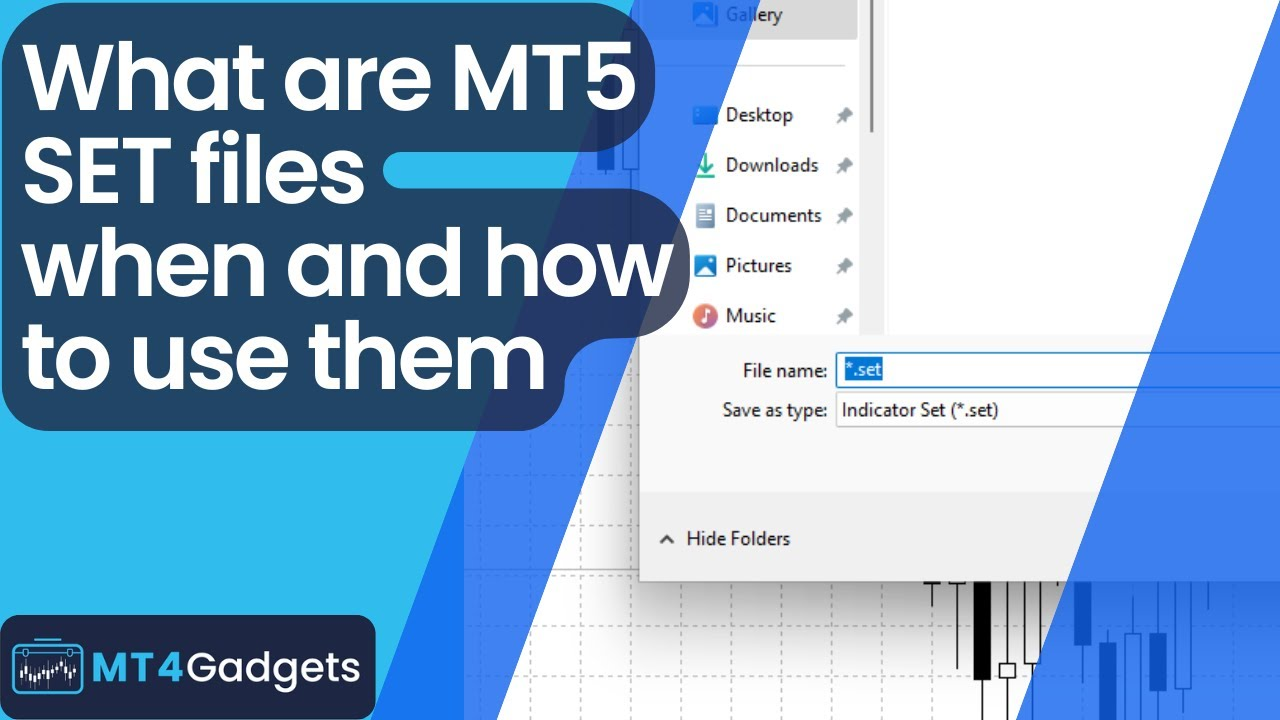 What are MT5
SET files
when and how
to use them
Gallery
Desktop
Downloads
Documents
Pictures
Music
File name: *.set
Save as type: Indicator Set (*.set)
Hide Folders
MT4Gadgets